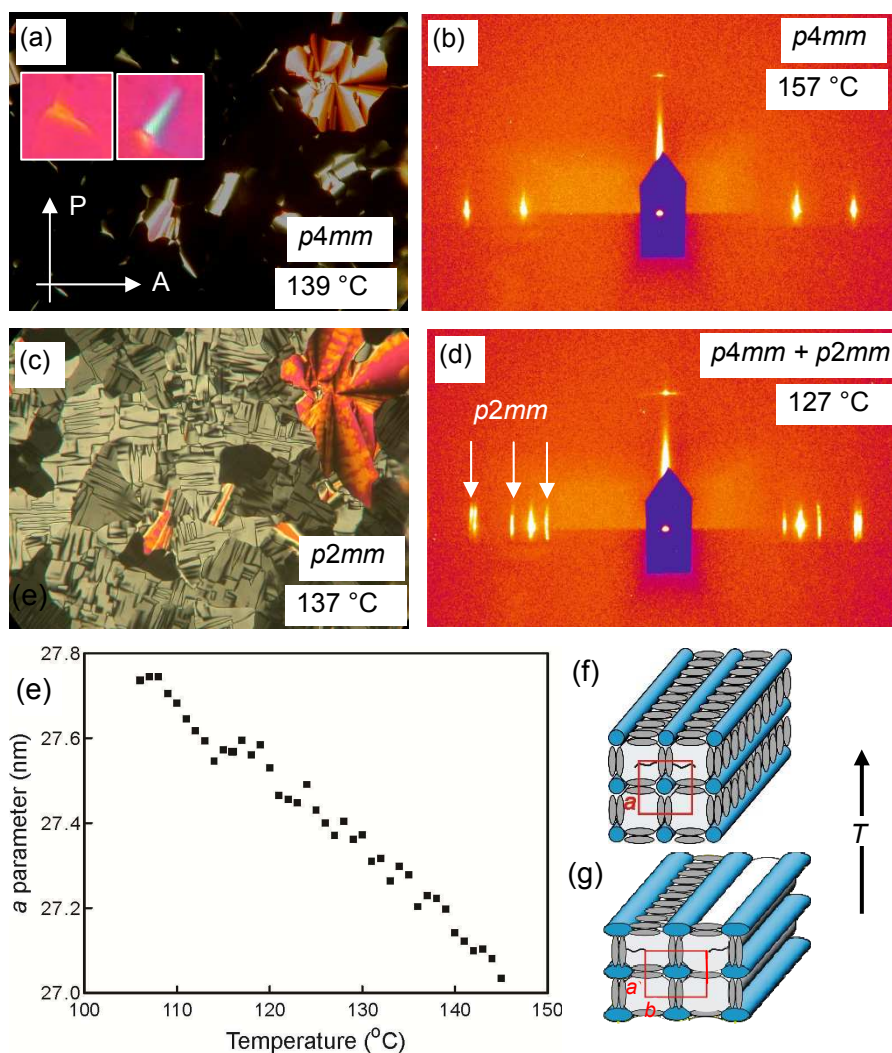 (a)
P
A
p4mm
139 °C
(b)
p4mm
157 °C
(c)
(e)
p2mm
137 °C
(d)
p4mm + p2mm
127 °C
p2mm
(e)
a parameter (nm)
27.8
27.6
27.4
27.2
27.0
100
110
120
130
140
150
Temperature (°C)
(f)
a
(g)
a
b
T